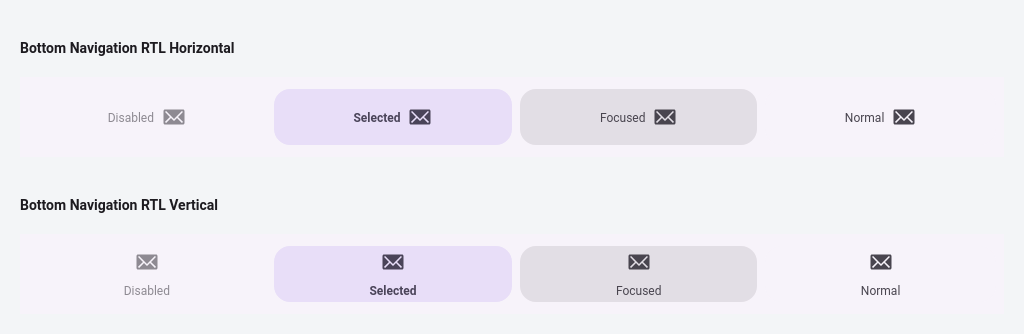 Bottom Navigation RTL Horizontal
Disabled Selected Focused Normal
Bottom Navigation RTL Vertical
Disabled Selected Focused Normal